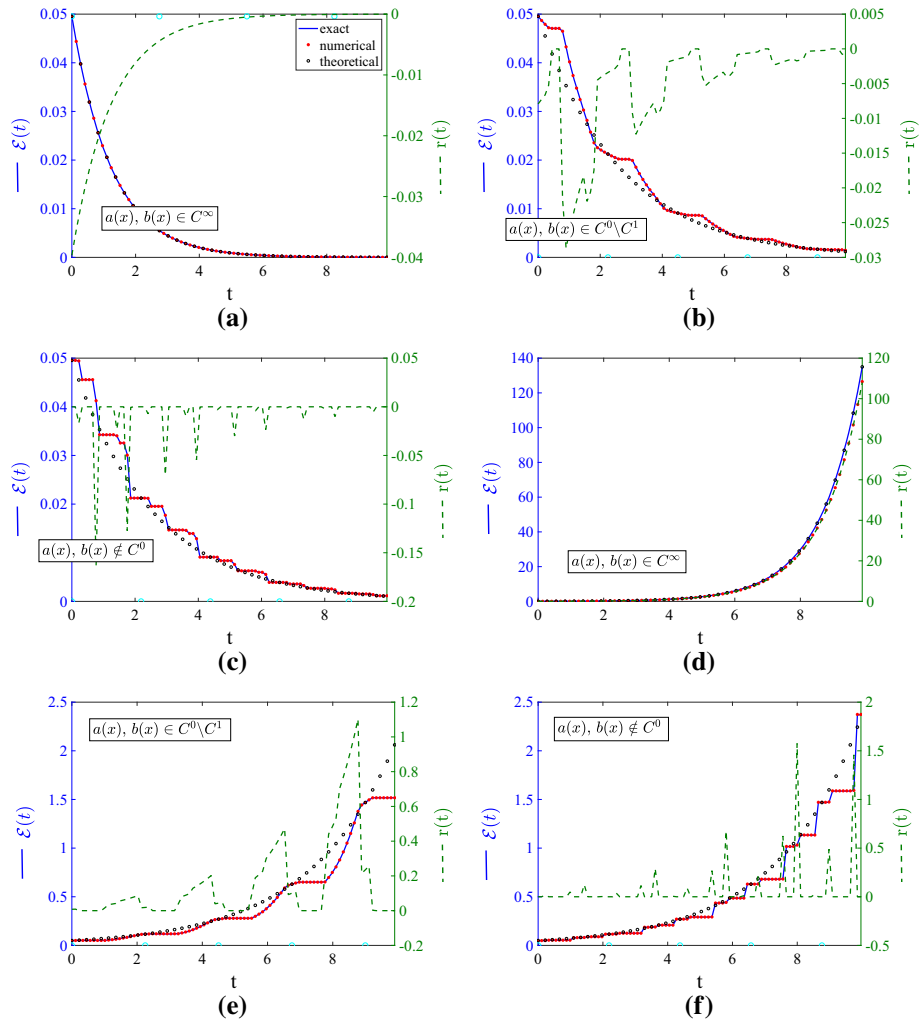 0.05
0.04
0.03
0.02
0.01
0
0
-0.01
-0.02
-0.03
-0.04
0 2 4 6 8
exact
numerical
theoretical
a(x), b(x) ∈ C^∞
ℰ(t)
r(t)
t
(a)
0.05
0.04
0.03
0.02
0.01
0
0.005
0
-0.005
-0.01
-0.015
-0.02
-0.025
-0.03
0 2 4 6 8
a(x), b(x) ∈ C^0\C^1
ℰ(t)
r(t)
t
(b)
0.05
0.04
0.03
0.02
0.01
0
0.05
0
-0.05
-0.1
-0.15
-0.2
0 2 4 6 8
a(x), b(x) ∉ C^0
ℰ(t)
r(t)
t
(c)
140
120
100
80
60
40
20
0
120
100
80
60
40
20
0
0 2 4 6 8
a(x), b(x) ∈ C^∞
ℰ(t)
r(t)
t
(d)
2.5
2
1.5
1
0.5
0
1.2
1
0.8
0.6
0.4
0.2
0
-0.2
0 2 4 6 8
a(x), b(x) ∈ C^0\C^1
ℰ(t)
r(t)
t
(e)
2.5
2
1.5
1
0.5
0
2
1.5
1
0.5
0
-0.5
0 2 4 6 8
a(x), b(x) ∉ C^0
ℰ(t)
r(t)
t
(f)